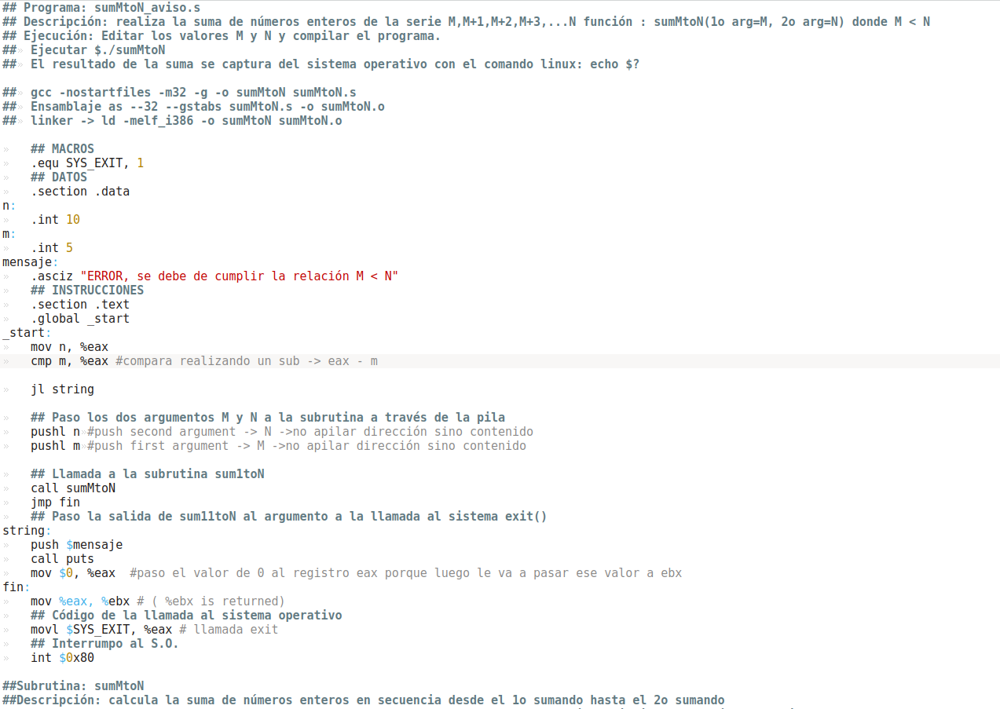 ## Programa: sumMtoN_aviso.s
## Descripción: realiza la suma de números enteros de la serie M,M+1,M+2,M+3,...N función : sumMtoN(1o arg=M, 2o arg=N) donde M < N
## Ejecución: Editar los valores M y N y compilar el programa.
##» Ejecutar $./sumMtoN
##» El resultado de la suma se captura del sistema operativo con el comando linux: echo $?
##» gcc -nostartfiles -m32 -g -o sumMtoN sumMtoN.s
##» Ensamblaje as --32 --gstabs sumMtoN.s -o sumMtoN.o
##» linker -> ld -melf_i386 -o sumMtoN sumMtoN.o
» ## MACROS
» .equ SYS_EXIT, 1
» ## DATOS
» .section .data
n:
» .int 10
m:
» .int 5
mensaje:
» .asciz "ERROR, se debe de cumplir la relación M < N"
» ## INSTRUCCIONES
» .section .text
» .global _start
_start:
» mov n, %eax
» cmp m, %eax #compara realizando un sub -> eax - m
» jl string
» ## Paso los dos argumentos M y N a la subrutina a través de la pila
» pushl n»#push second argument -> N ->no apilar dirección sino contenido
» pushl m»#push first argument -> M ->no apilar dirección sino contenido
» ## Llamada a la subrutina sum1toN
» call sumMtoN
» jmp fin
» ## Paso la salida de sum11toN al argumento a la llamada al sistema exit()
string:
» push $mensaje
» call puts
» mov $0, %eax  #paso el valor de 0 al registro eax porque luego le va a pasar ese valor a ebx
fin:
» mov %eax, %ebx # ( %ebx is returned)
» ## Código de la llamada al sistema operativo
» movl $SYS_EXIT, %eax # llamada exit
» ## Interrumpo al S.O.
» int $0x80
##Subrutina: sumMtoN
##Descripción: calcula la suma de números enteros en secuencia desde el 1o sumando hasta el 2o sumando